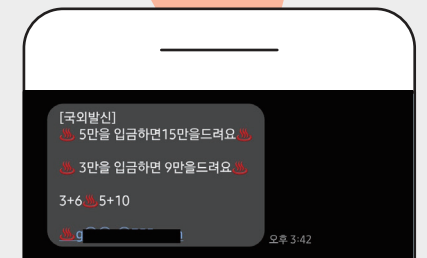 [국외발신]
♨ 5만을 입금하면15만을드려요♨
♨ 3만을 입금하면 9만을드려요♨
3+6♨5+10
♨
오후 3:42